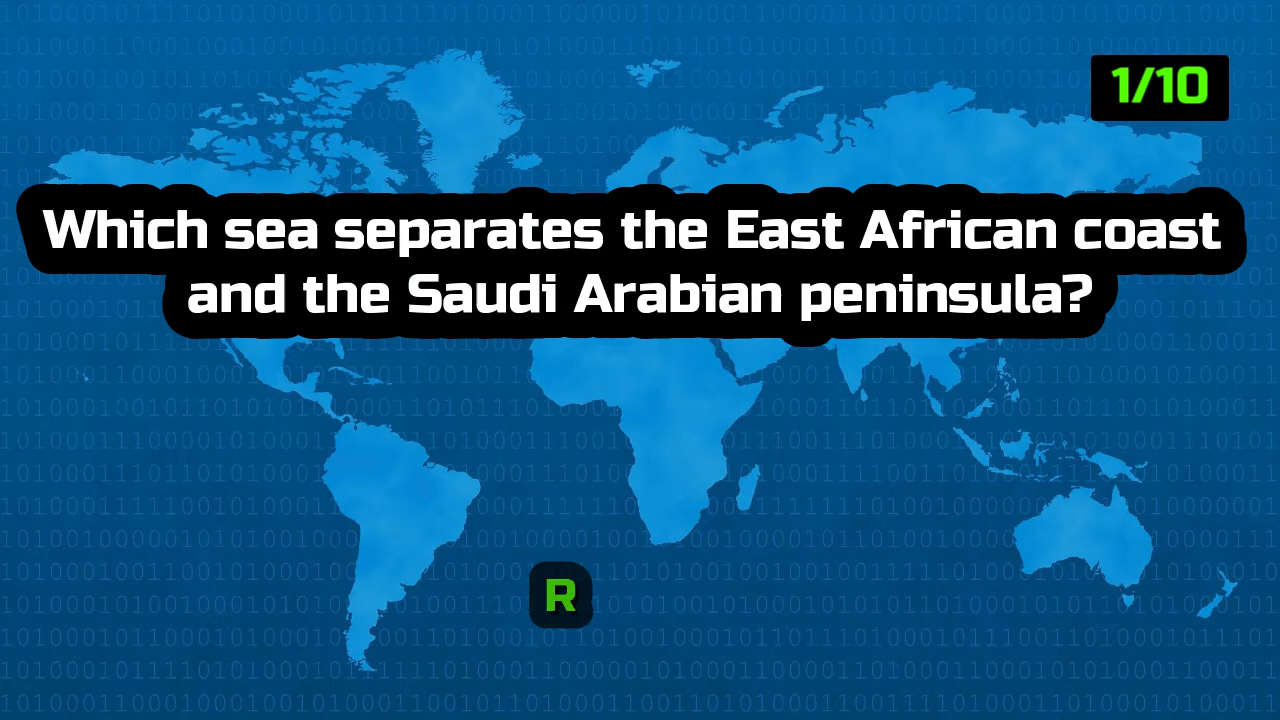 1/10
Which sea separates the East African coast
and the Saudi Arabian peninsula?
R